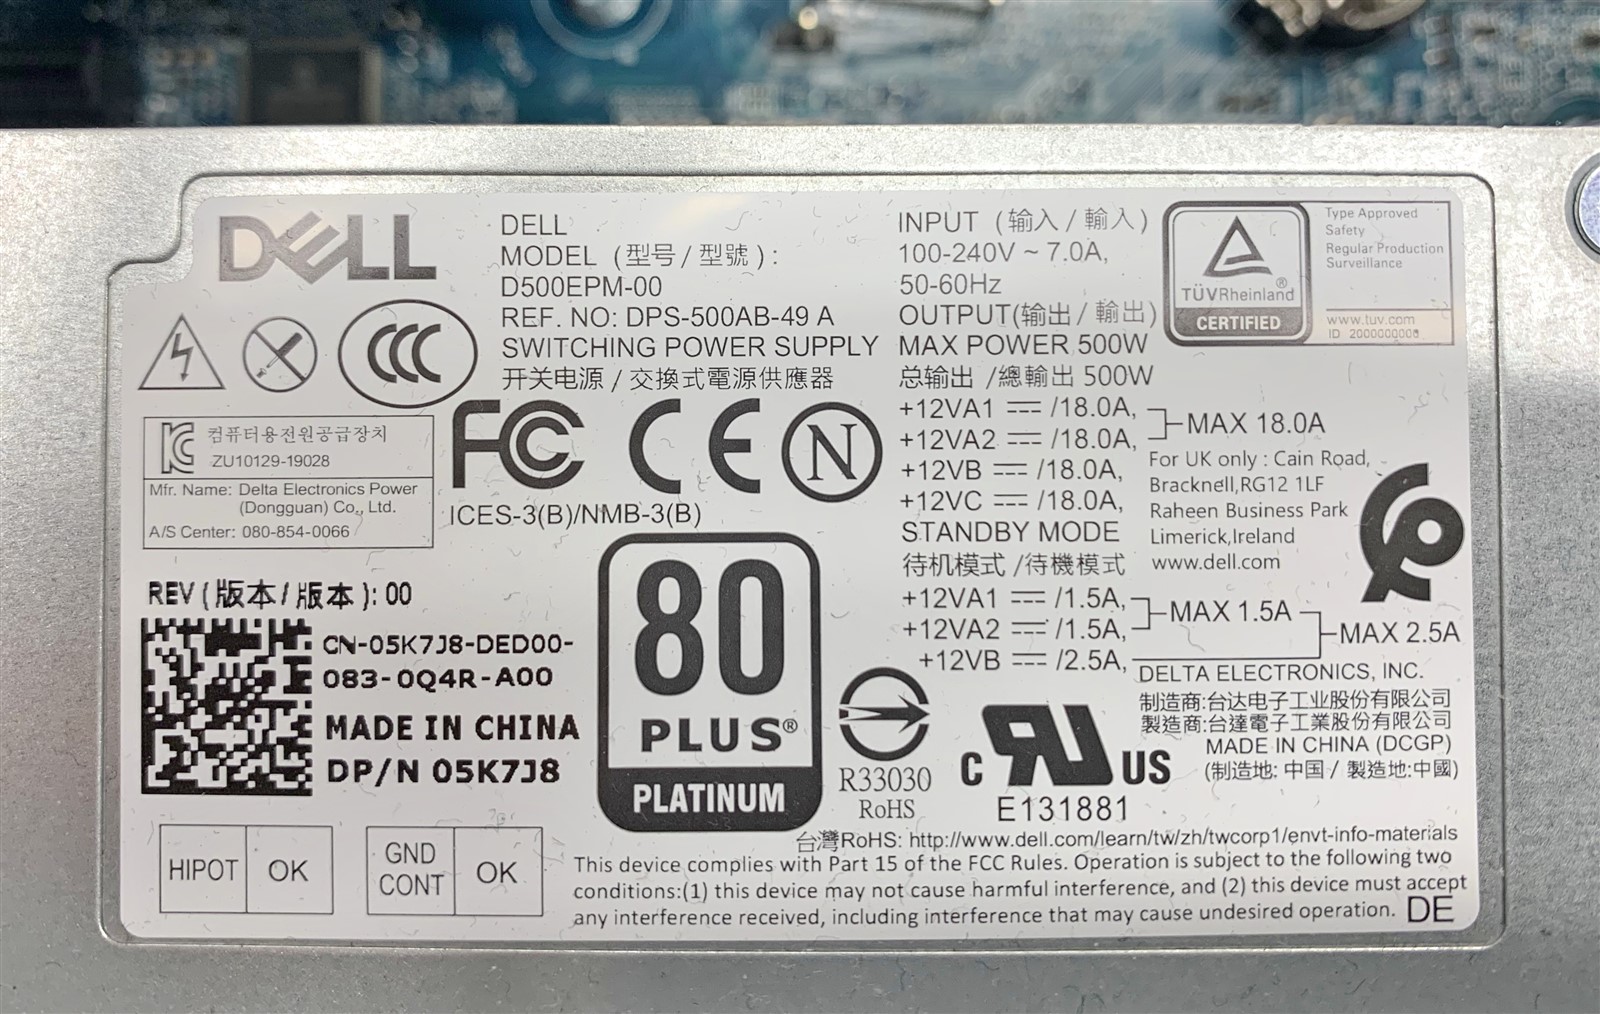 DELL
DELL
MODEL (型号/型號):
D500EPM-00
REF. NO: DPS-500AB-49 A
SWITCHING POWER SUPPLY
开关电源 / 交換式電源供應器
INPUT (输入/輸入)
100-240V ~ 7.0A,
50-60Hz
OUTPUT(输出/輸出)
MAX POWER 500W
总输出 /總輸出 500W
+12VA1 ⎓ /18.0A,
+12VA2 ⎓ /18.0A,
MAX 18.0A
+12VB ⎓ /18.0A,
+12VC ⎓ /18.0A,
STANDBY MODE
待机模式 /待機模式
+12VA1 ⎓ /1.5A,
+12VA2 ⎓ /1.5A,
MAX 1.5A
+12VB ⎓ /2.5A,
MAX 2.5A
TÜVRheinland®
CERTIFIED
Type Approved
Safety
Regular Production
Surveillance
www.tuv.com
ID 2000000000
CCC
FC CE N
ICES-3(B)/NMB-3(B)
KC
컴퓨터용전원공급장치
ZU10129-19028
Mfr. Name: Delta Electronics Power
(Dongguan) Co., Ltd.
A/S Center: 080-854-0066
For UK only : Cain Road,
Bracknell,RG12 1LF
Raheen Business Park
Limerick,Ireland
www.dell.com
REV(版本/版本): 00
CN-05K7J8-DED00-
083-0Q4R-A00
MADE IN CHINA
DP/N 05K7J8
80
PLUS®
PLATINUM
R33030
RoHS
c RU US
E131881
DELTA ELECTRONICS, INC.
制造商:台达电子工业股份有限公司
製造商:台達電子工業股份有限公司
MADE IN CHINA (DCGP)
(制造地: 中国 / 製造地:中國)
HIPOT OK
GND CONT OK
台灣RoHS: http://www.dell.com/learn/tw/zh/twcorp1/envt-info-materials
This device complies with Part 15 of the FCC Rules. Operation is subject to the following two
conditions:(1) this device may not cause harmful interference, and (2) this device must accept
any interference received, including interference that may cause undesired operation. DE